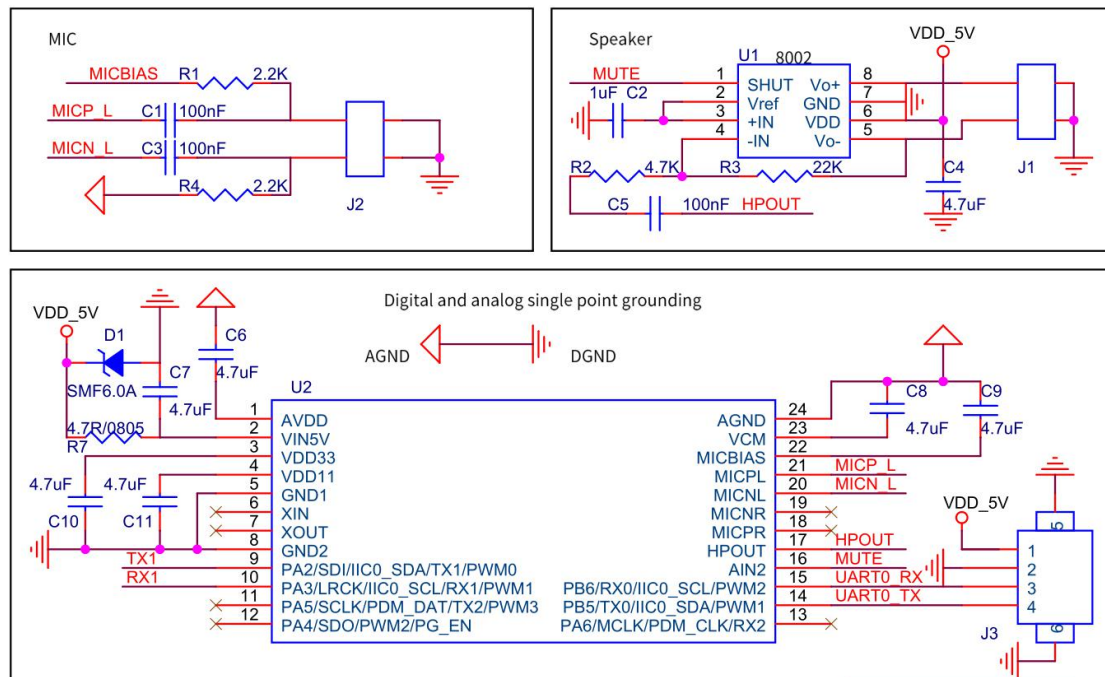 MIC
MICBIAS R1 2.2K
MICP_L C1 100nF
MICN_L C3 100nF
R4 2.2K
J2
Speaker
VDD_5V
U1 8002
MUTE 1 SHUT Vo+ 8
1uF C2 2 Vref GND 7
3 +IN VDD 6
4 -IN Vo- 5
R2 4.7K R3 22K J1
C5 100nF HPOUT C4 4.7uF
Digital and analog single point grounding
AGND DGND
VDD_5V
D1
SMF6.0A
C7
4.7uF
C6
4.7uF
4.7R/0805
R7
4.7uF 4.7uF
C10 C11
TX1
RX1
U2
1 AVDD AGND 24
2 VIN5V VCM 23
3 VDD33 MICBIAS 22
4 VDD11 MICPL 21 MICP_L
5 GND1 MICNL 20 MICN_L
6 XIN MICNR 19
7 XOUT MICPR 18
8 GND2 HPOUT 17 HPOUT
9 PA2/SDI/IIC0_SDA/TX1/PWM0 AIN2 16 MUTE
10 PA3/LRCK/IIC0_SCL/RX1/PWM1 PB6/RX0/IIC0_SCL/PWM2 15 UART0_RX
11 PA5/SCLK/PDM_DAT/TX2/PWM3 PB5/TX0/IIC0_SDA/PWM1 14 UART0_TX
12 PA4/SDO/PWM2/PG_EN PA6/MCLK/PDM_CLK/RX2 13
C8
4.7uF
C9
4.7uF
VDD_5V
5
1
2
3
4
6
J3